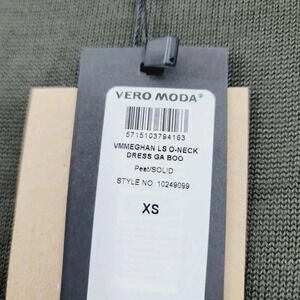 VERO MODA®
5715103794163
VMMEGHAN LS O-NECK
DRESS GA BOO
Peat/SOLID
STYLE NO. 10249099
XS